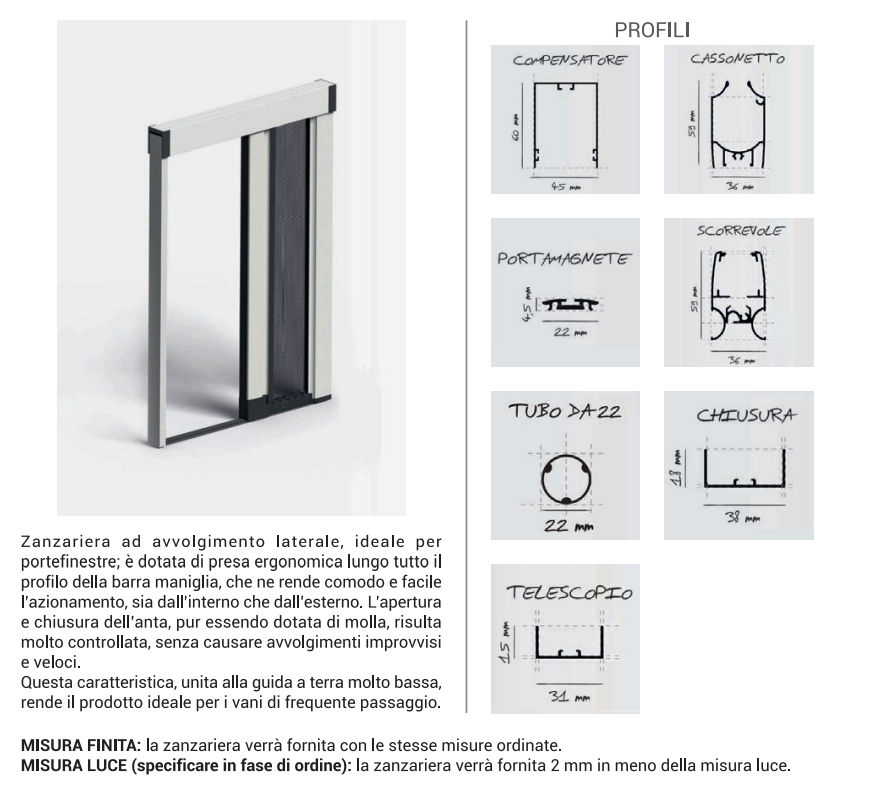 PROFILI
COMPENSATORE
60 mm
45 mm
CASSONETTO
59 mm
36 mm
PORTAMAGNETE
4,5 mm
22 mm
SCORREVOLE
59 mm
36 mm
TUBO DA 22
22 mm
CHIUSURA
18 mm
38 mm
TELESCOPIO
15 mm
31 mm
Zanzariera ad avvolgimento laterale, ideale per
portefinestre; è dotata di presa ergonomica lungo tutto il
profilo della barra maniglia, che ne rende comodo e facile
l'azionamento, sia dall'interno che dall'esterno. L'apertura
e chiusura dell'anta, pur essendo dotata di molla, risulta
molto controllata, senza causare avvolgimenti improvvisi
e veloci.
Questa caratteristica, unita alla guida a terra molto bassa,
rende il prodotto ideale per i vani di frequente passaggio.
MISURA FINITA: la zanzariera verrà fornita con le stesse misure ordinate.
MISURA LUCE (specificare in fase di ordine): la zanzariera verrà fornita 2 mm in meno della misura luce.